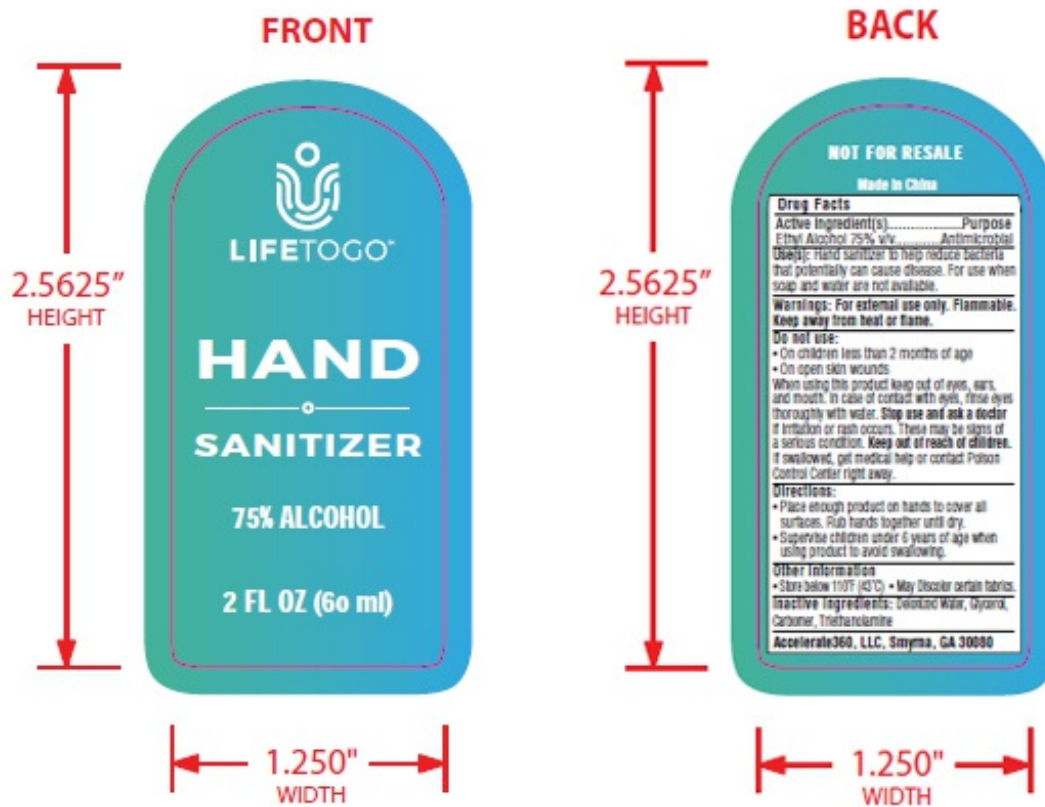 FRONT
2.5625"
HEIGHT
LIFETOGO™
HAND
SANITIZER
75% ALCOHOL
2 FL OZ (60 ml)
1.250"
WIDTH
BACK
2.5625"
HEIGHT
NOT FOR RESALE
Made in China
Drug Facts
Active Ingredient(s)..................Purpose
Ethyl Alcohol 75% v/v............Antimicrobial
Use(s): Hand sanitizer to help reduce bacteria
that potentially can cause disease. For use when
soap and water are not available.
Warnings: For external use only. Flammable.
Keep away from heat or flame.
Do not use:
• On children less than 2 months of age
• On open skin wounds
When using this product keep out of eyes, ears,
and mouth. In case of contact with eyes, rinse eyes
thoroughly with water. Stop use and ask a doctor
if irritation or rash occurs. These may be signs of
a serious condition. Keep out of reach of children.
If swallowed, get medical help or contact Poison
Control Center right away.
Directions:
• Place enough product on hands to cover all
surfaces. Rub hands together until dry.
• Supervise children under 6 years of age when
using product to avoid swallowing.
Other information
• Store below 110°F (43°C) • May Discolor certain fabrics.
Inactive Ingredients: Deionized Water, Glycerol,
Carbomer, Triethanolamine
Accelerate360, LLC, Smyrna, GA 30080
1.250"
WIDTH